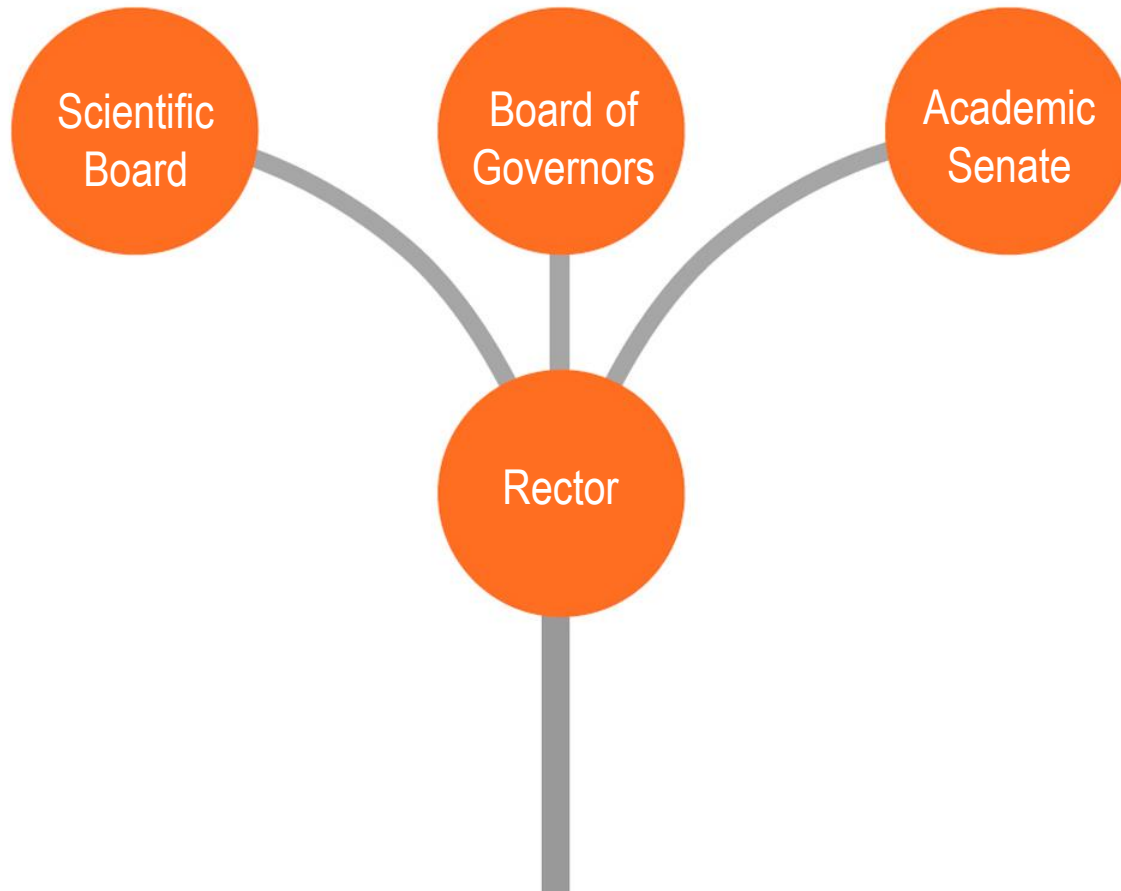 Scientific
Board
Board of
Governors
Academic
Senate
Rector